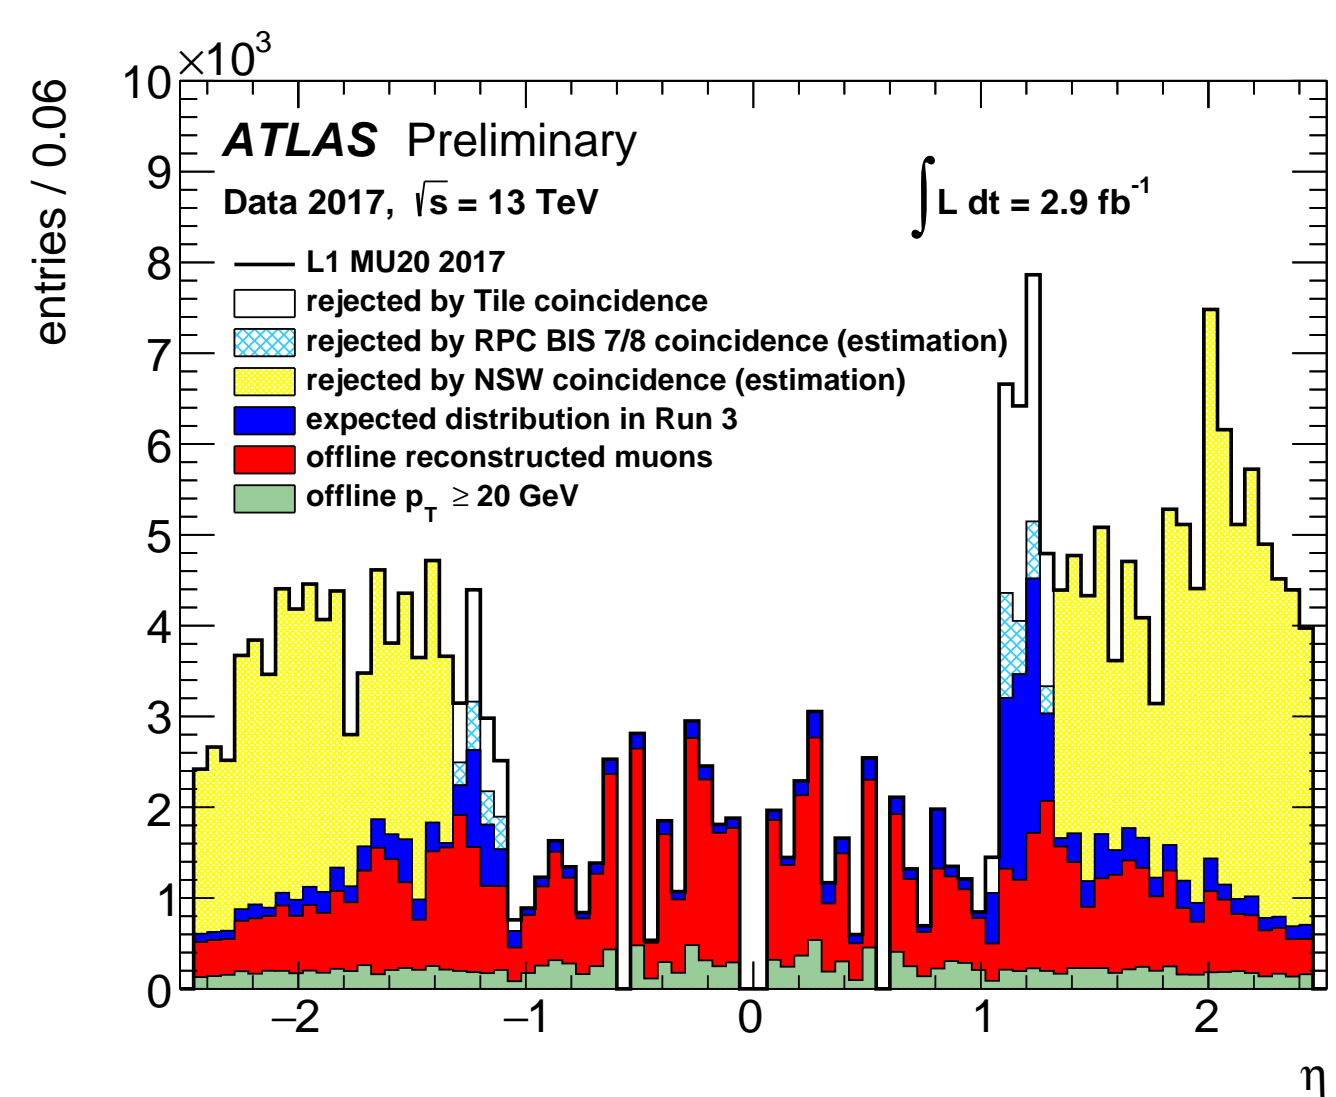 ×10³
entries / 0.06
10
9
8
7
6
5
4
3
2
1
0
ATLAS Preliminary
Data 2017, √s = 13 TeV
∫ L dt = 2.9 fb⁻¹
L1 MU20 2017
rejected by Tile coincidence
rejected by RPC BIS 7/8 coincidence (estimation)
rejected by NSW coincidence (estimation)
expected distribution in Run 3
offline reconstructed muons
offline p_T ≥ 20 GeV
−2 −1 0 1 2
η